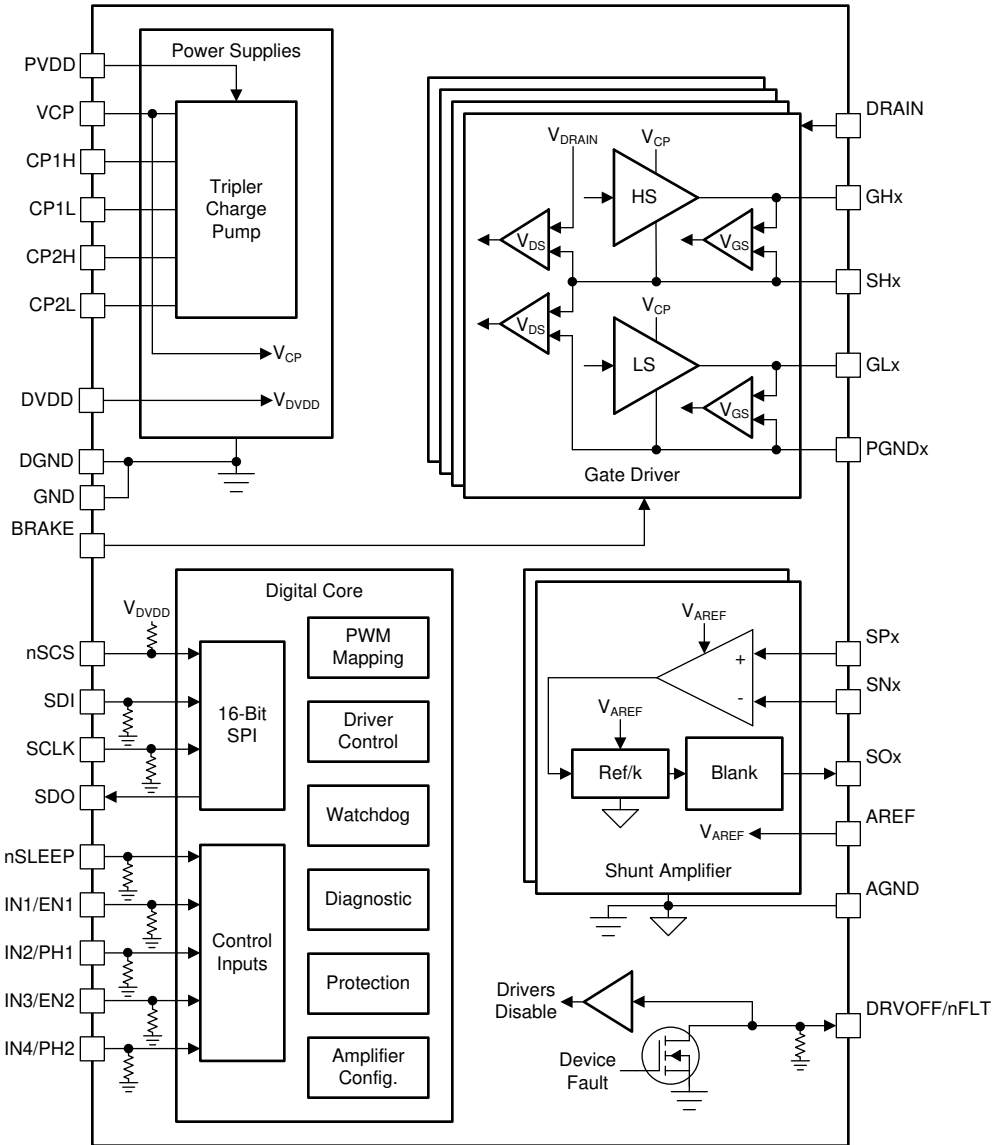 Power Supplies
PVDD
VCP
CP1H
CP1L
CP2H
CP2L
Tripler
Charge
Pump
VCP
DVDD
VDVDD
DGND
GND
BRAKE
VDRAIN
VCP
HS
VDS
VGS
VDS
VCP
LS
VGS
Gate Driver
DRAIN
GHx
SHx
GLx
PGNDx
Digital Core
VDVDD
nSCS
SDI
SCLK
SDO
16-Bit
SPI
nSLEEP
IN1/EN1
IN2/PH1
IN3/EN2
IN4/PH2
Control
Inputs
PWM
Mapping
Driver
Control
Watchdog
Diagnostic
Protection
Amplifier
Config.
VAREF
+
-
VAREF
Ref/k
Blank
VAREF
Shunt Amplifier
SPx
SNx
SOx
AREF
AGND
Drivers
Disable
Device
Fault
DRVOFF/nFLT